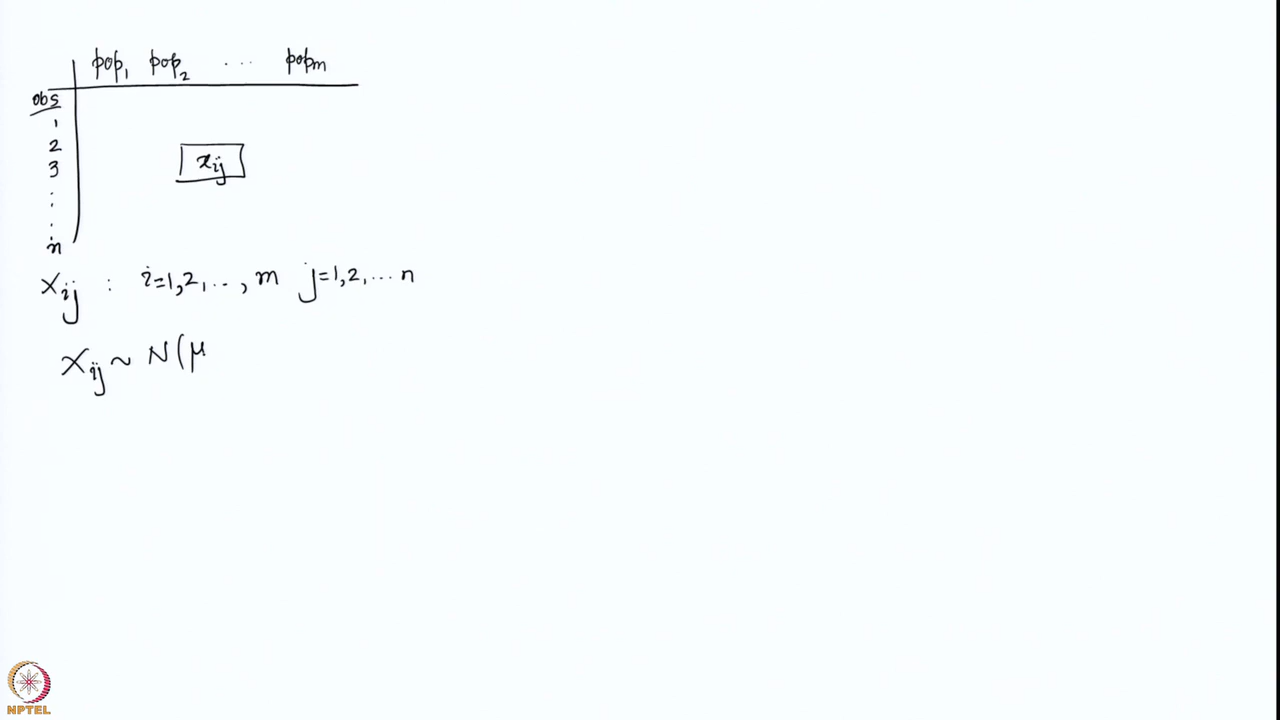 pop₁ pop₂ ... popm
obs
1
2
3
xij
:
.
n
Xij : i=1,2,..., m j=1,2,... n
Xij ~ N(μ
NPTEL